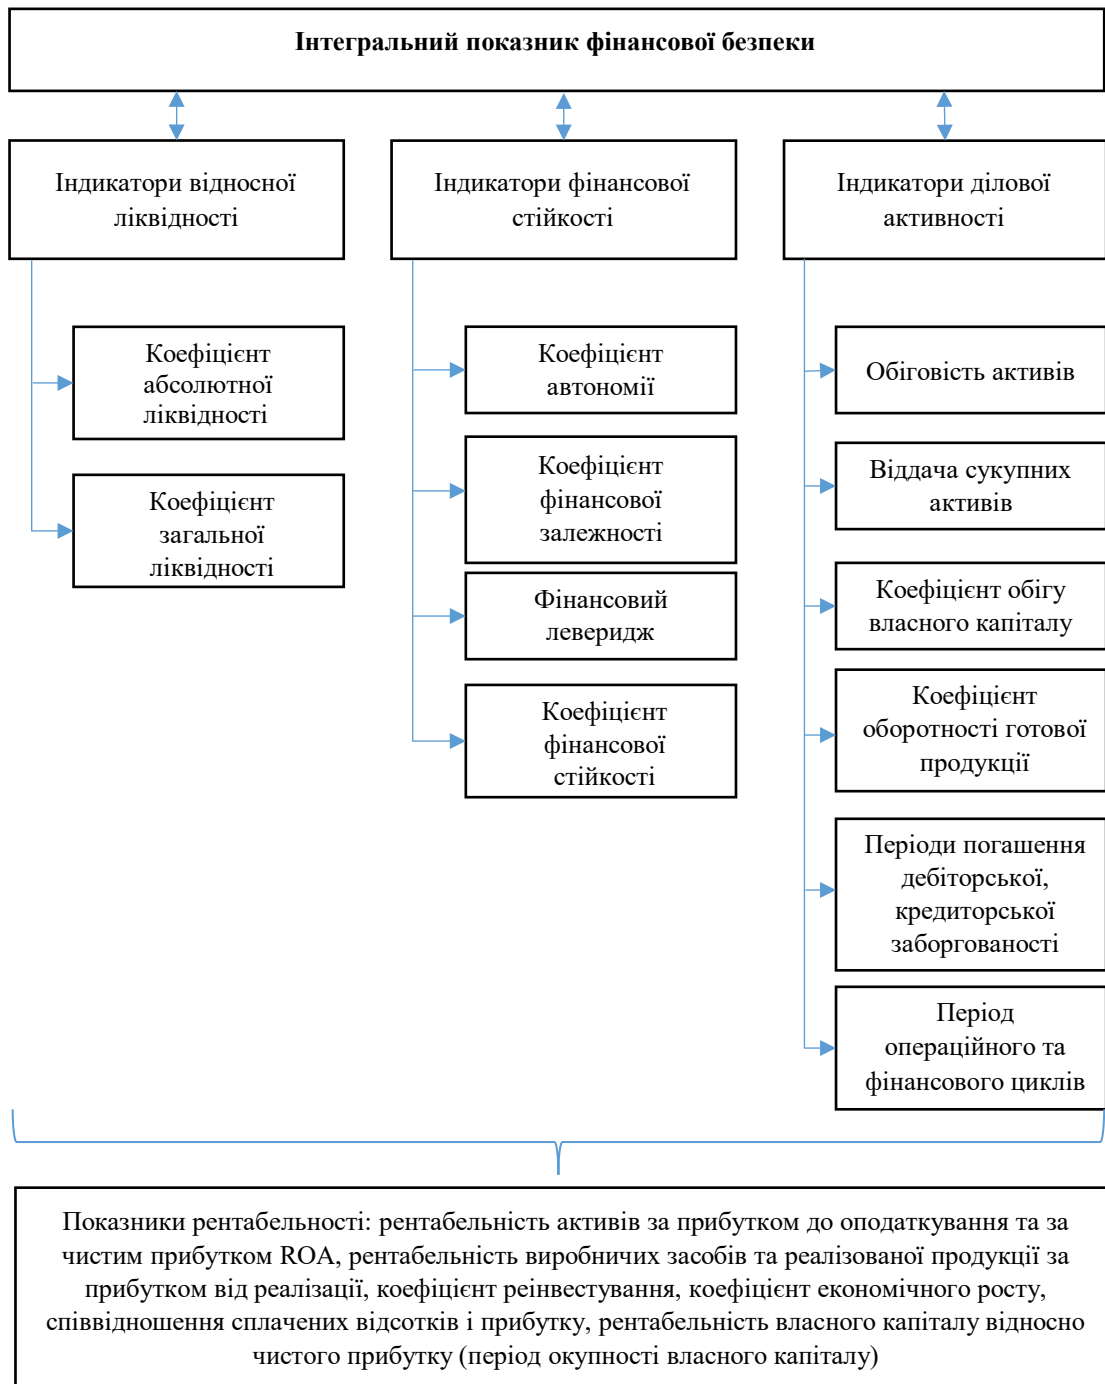 Інтегральний показник фінансової безпеки
Індикатори відносної
ліквідності
Індикатори фінансової
стійкості
Індикатори ділової
активності
Коефіцієнт
абсолютної
ліквідності
Коефіцієнт
загальної
ліквідності
Коефіцієнт
автономії
Коефіцієнт
фінансової
залежності
Фінансовий
леверидж
Коефіцієнт
фінансової
стійкості
Обіговість активів
Віддача сукупних
активів
Коефіцієнт обігу
власного капіталу
Коефіцієнт
оборотності готової
продукції
Періоди погашення
дебіторської,
кредиторської
заборгованості
Період
операційного та
фінансового циклів
Показники рентабельності: рентабельність активів за прибутком до оподаткування та за
чистим прибутком ROA, рентабельність виробничих засобів та реалізованої продукції за
прибутком від реалізації, коефіцієнт реінвестування, коефіцієнт економічного росту,
співвідношення сплачених відсотків і прибутку, рентабельність власного капіталу відносно
чистого прибутку (період окупності власного капіталу)